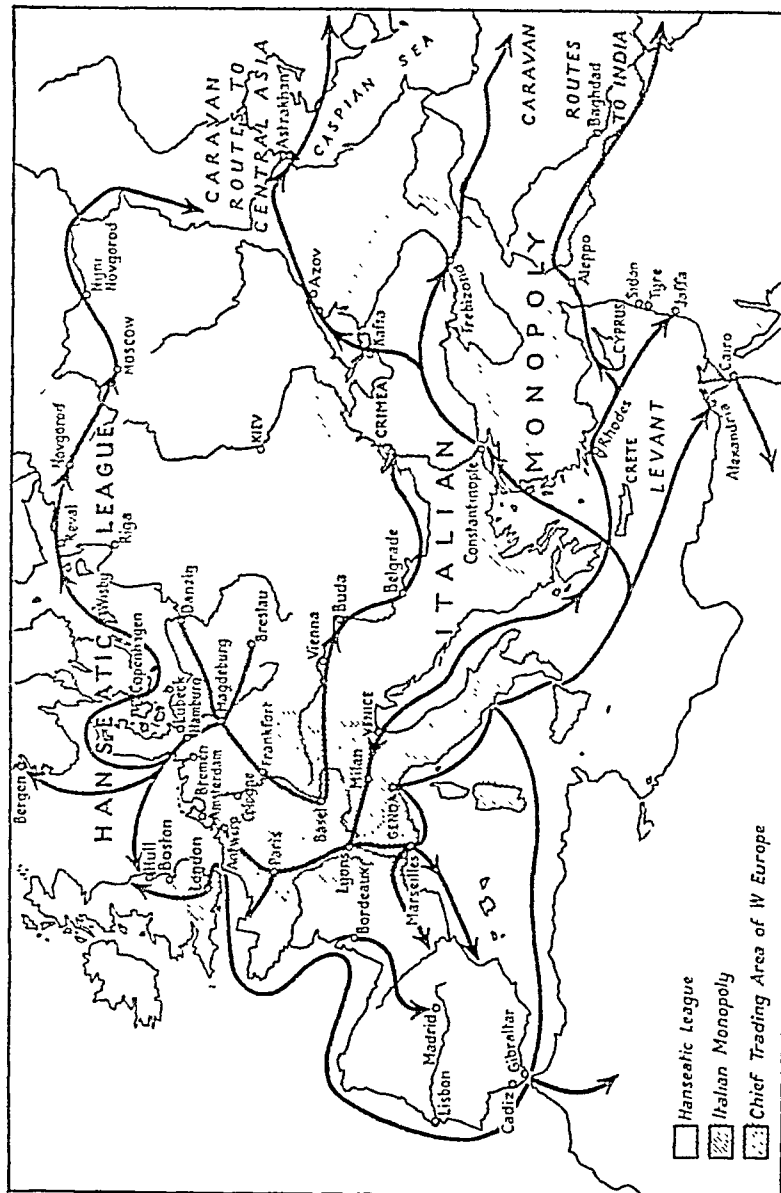 Bergen
HANSEATIC LEAGUE
Hull
Boston
London
Antwerp
Amsterdam
Bremen
Cologne
Copenhagen
Lubeck
Hamburg
Magdeburg
Wisby
Danzig
Breslau
Frankfort
Reval
Riga
Novgorod
Moscow
Nijni
Novgorod
CARAVAN
ROUTES TO
CENTRAL ASIA
Astrakhan
CASPIAN SEA
KIEV
Azov
Kaffa
CRIMEA
Paris
Basel
Vienna
Buda
Belgrade
Lyons
Bordeaux
Milan
VENICE
GENOA
Marseilles
ITALIAN
MONOPOLY
Constantinople
Trebizond
CARAVAN
ROUTES
TO INDIA
Baghdad
Madrid
Lisbon
Cadiz
Gibraltar
Rhodes
CRETE
CYPRUS
LEVANT
Aleppo
Sidon
Tyre
Jaffa
Alexandria
Cairo
Hanseatic League
Italian Monopoly
Chief Trading Area of W Europe